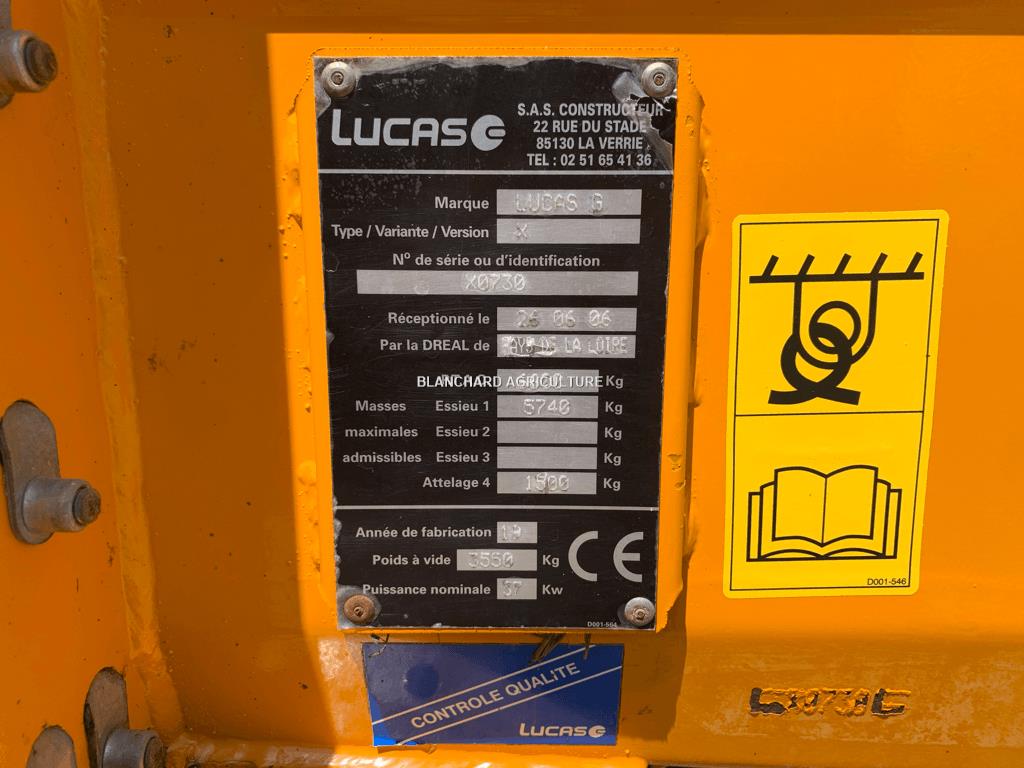 LUCAS G
S.A.S. CONSTRUCTEUR
22 RUE DU STADE
85130 LA VERRIE
TEL : 02 51 65 41 36
Marque LUCAS G
Type / Variante / Version X
N° de série ou d'identification
X0730
Réceptionné le 26 06 06
Par la DREAL de PAYS DE LA LOIRE
BLANCHARD AGRICULTURE
Kg
Masses Essieu 1 5740 Kg
maximales Essieu 2 Kg
admissibles Essieu 3 Kg
Attelage 4 1500 Kg
Année de fabrication
Poids à vide 3550 Kg
Puissance nominale 37 Kw
CE
D001-564
CONTROLE QUALITE
LUCAS G
D001-546